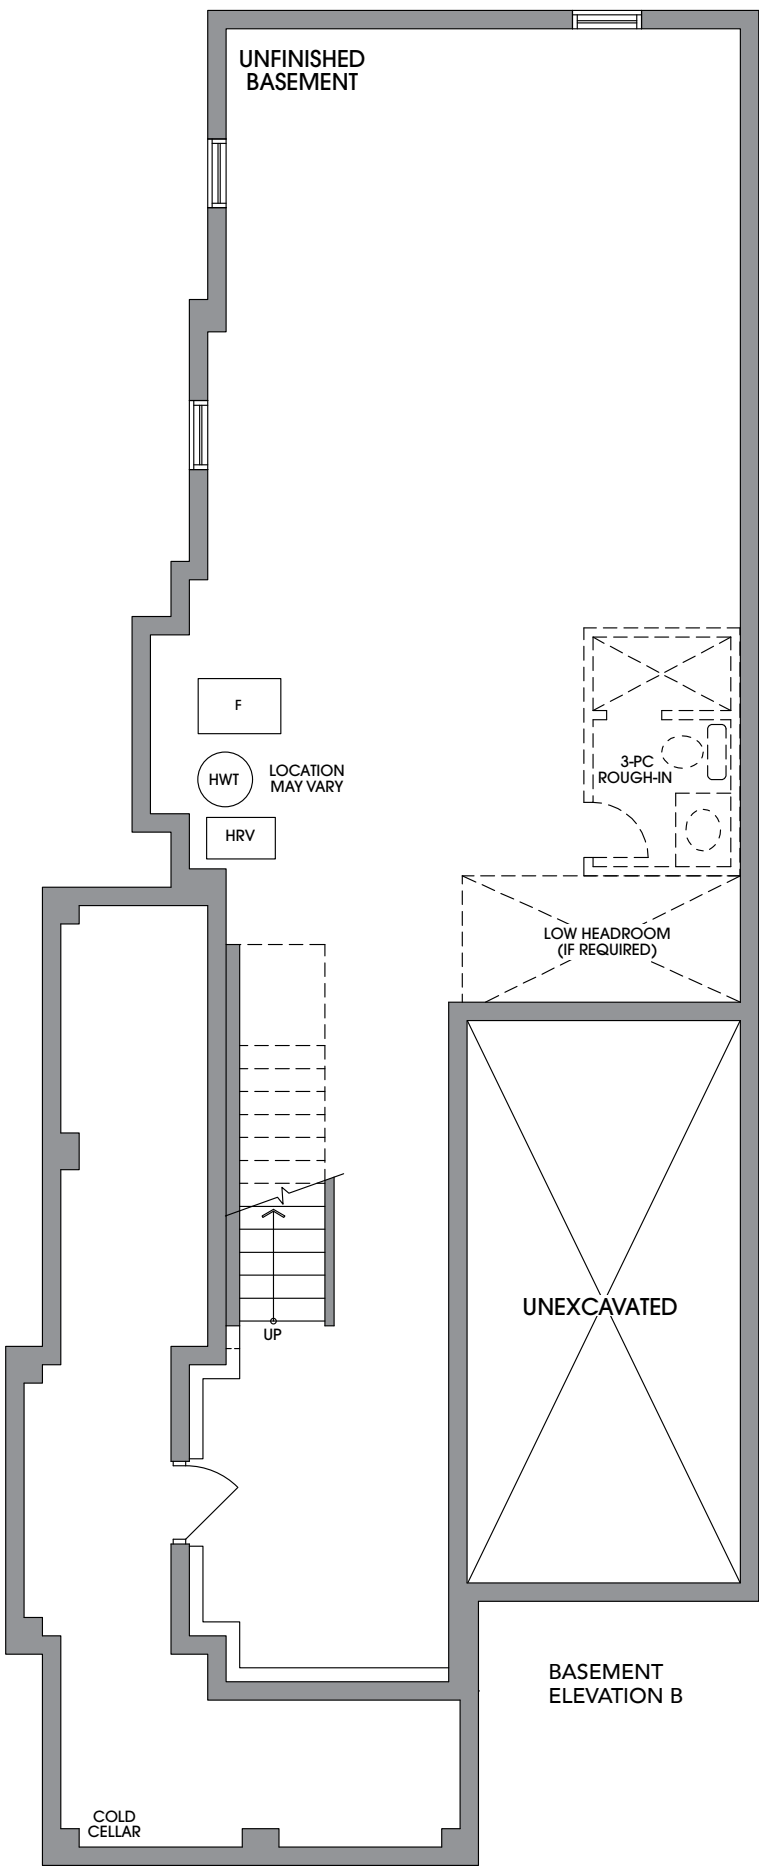 UNFINISHED
BASEMENT
F
HWT
LOCATION
MAY VARY
HRV
3-PC
ROUGH-IN
LOW HEADROOM
(IF REQUIRED)
UP
UNEXCAVATED
BASEMENT
ELEVATION B
COLD
CELLAR